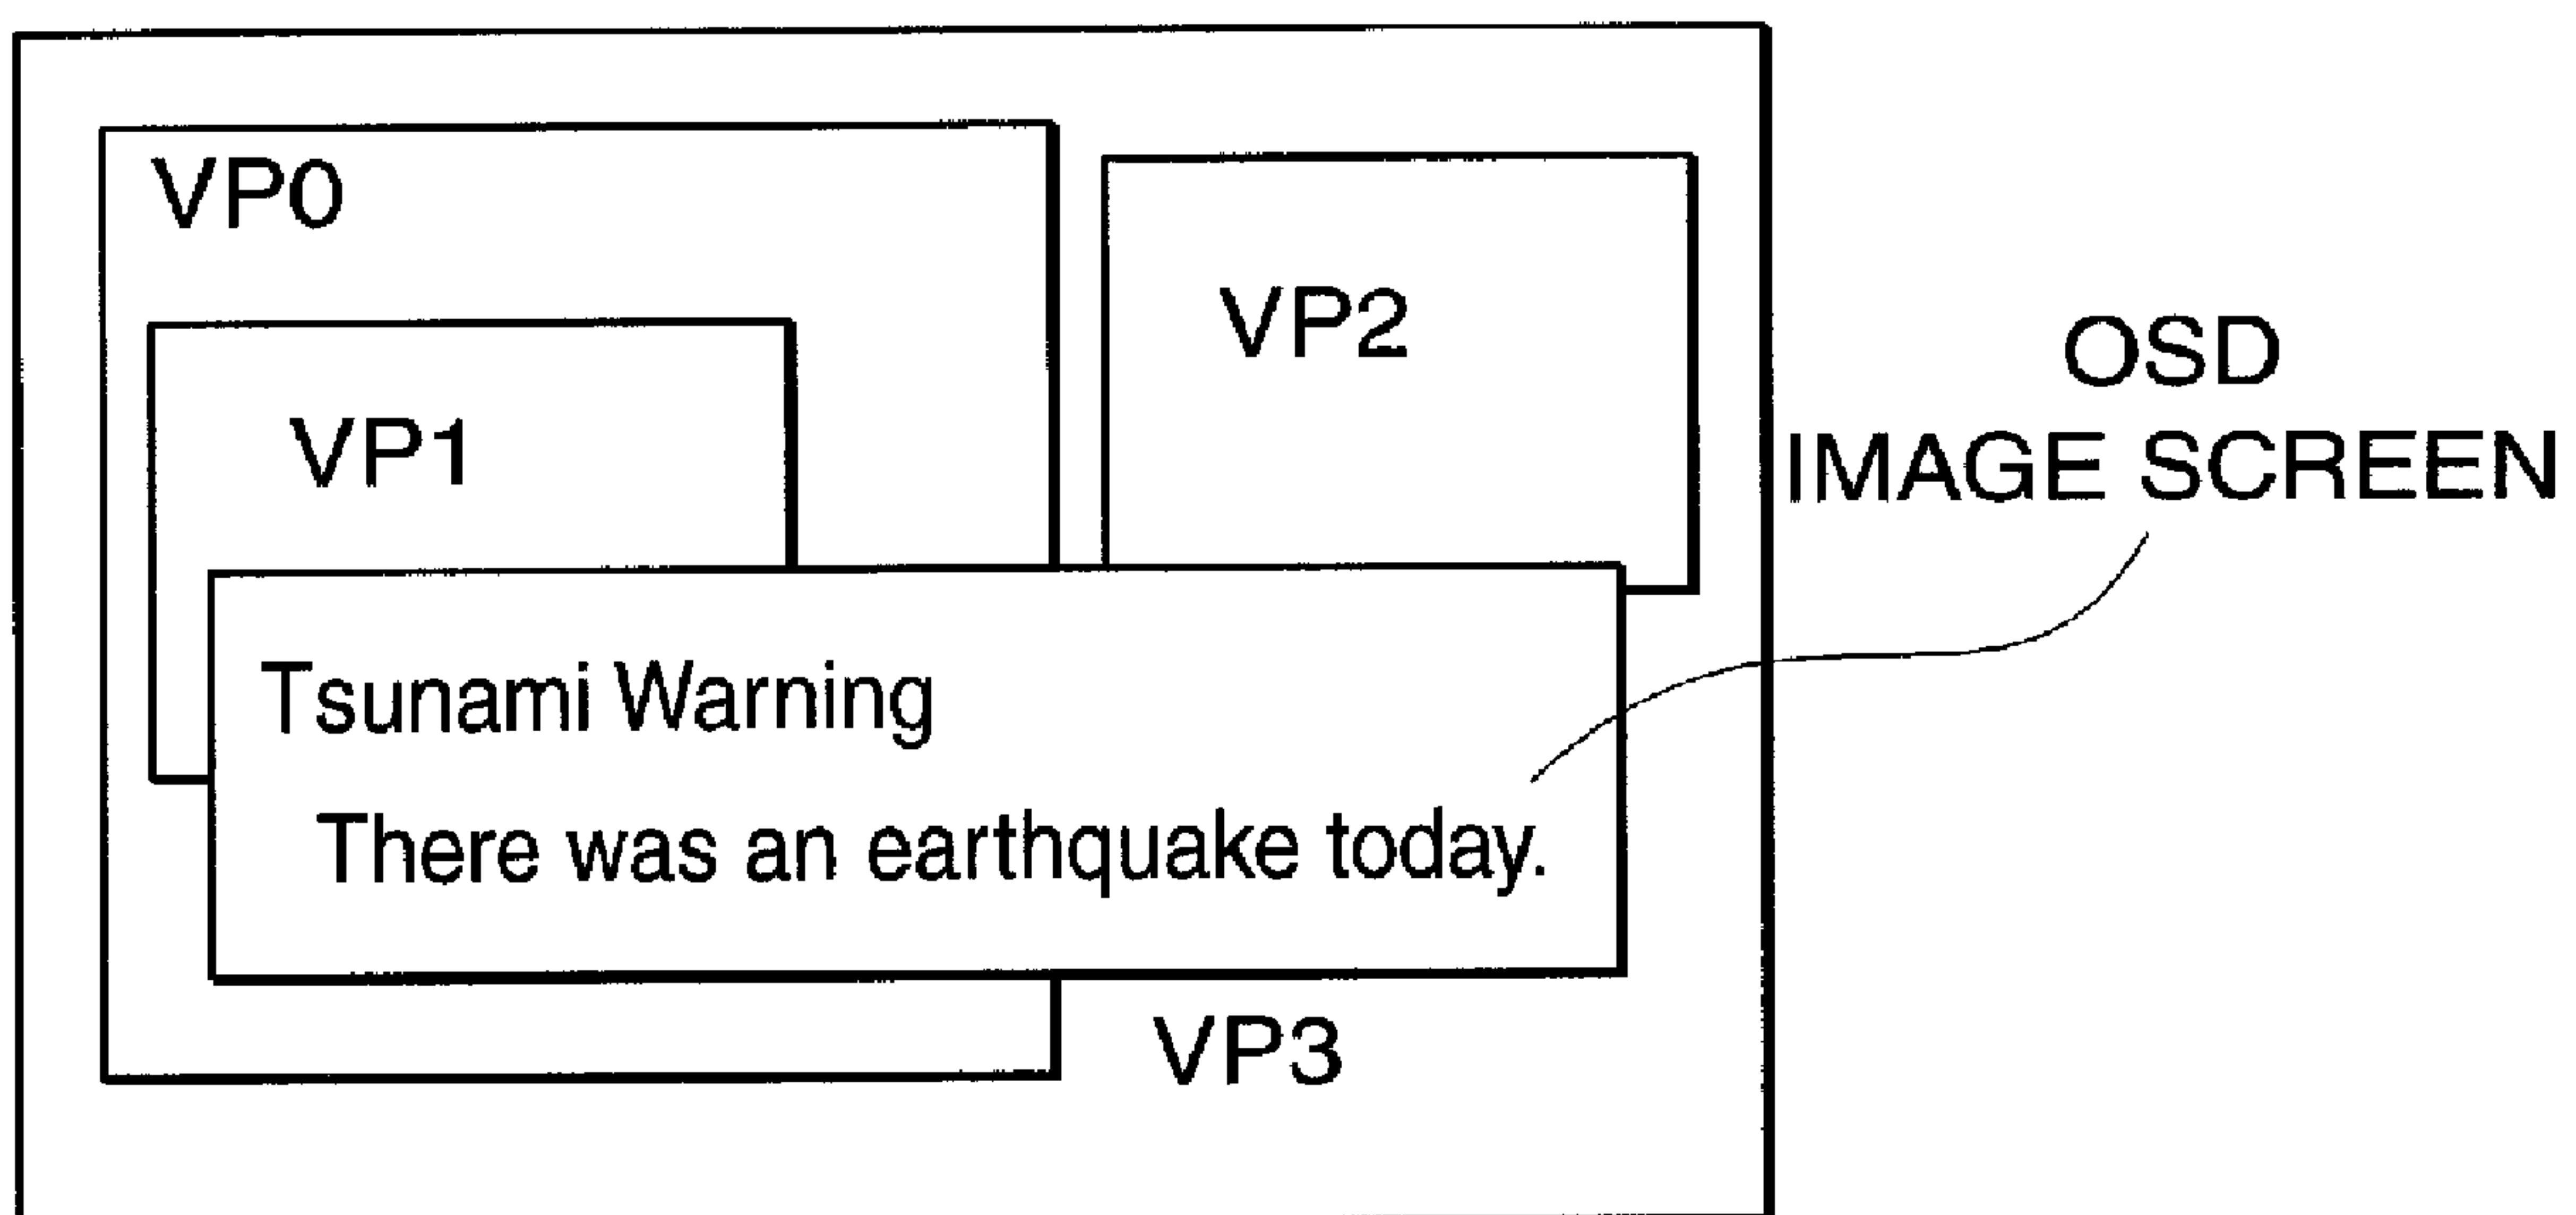 VP0
VP2
VP1
OSD
IMAGE SCREEN
Tsunami Warning
There was an earthquake today.
VP3